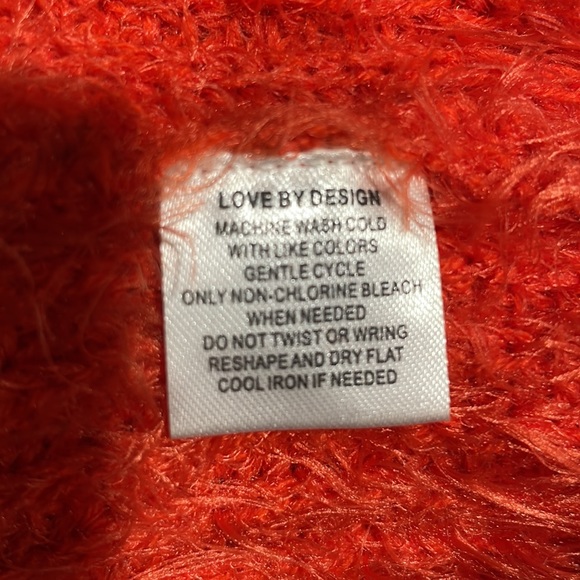 LOVE BY DESIGN
MACHINE WASH COLD
WITH LIKE COLORS
GENTLE CYCLE
ONLY NON-CHLORINE BLEACH
WHEN NEEDED
DO NOT TWIST OR WRING
RESHAPE AND DRY FLAT
COOL IRON IF NEEDED